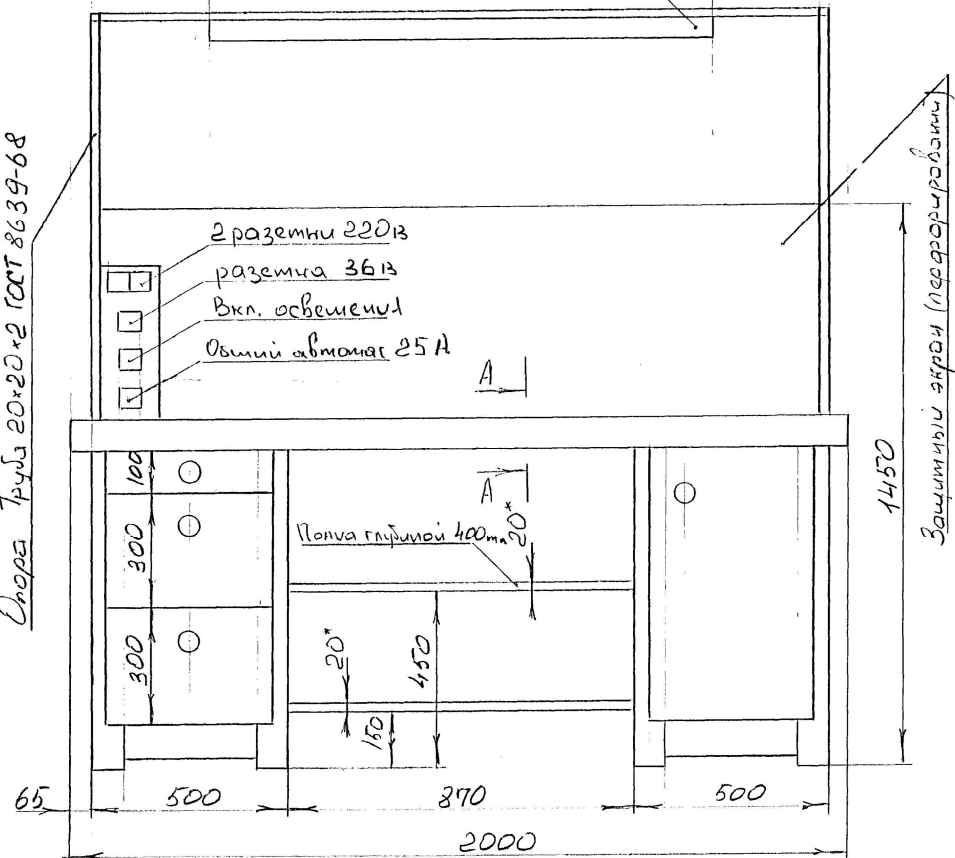 Опора Труба 20×20×2 ГОСТ 8639-68
2 разетки 220В
разетка 36В
Вкл. освещения
Общий автомат 25 А
А
А
Защитный экран (перфорированный)
1450
100
300
300
Полка глубиной 400мм
20*
20*
450
150
65
500
870
500
2000